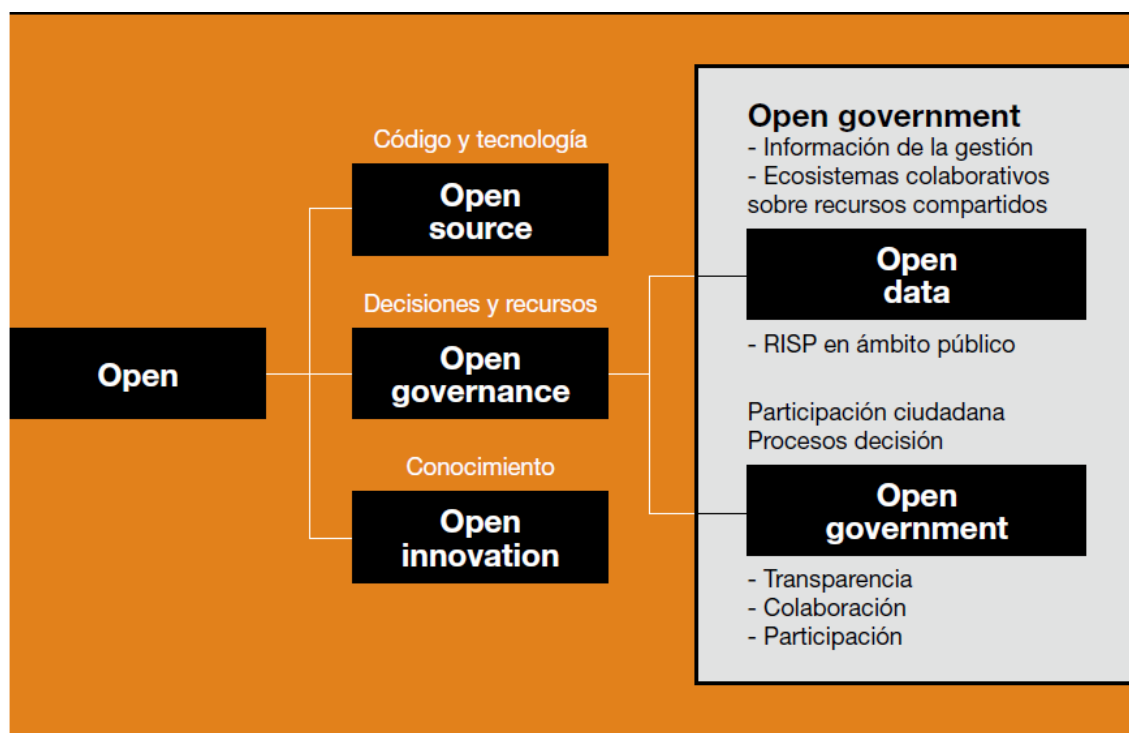 Open
Código y tecnología
Open
source
Decisiones y recursos
Open
governance
Conocimiento
Open
innovation
Open government
- Información de la gestión
- Ecosistemas colaborativos
sobre recursos compartidos
Open
data
- RISP en ámbito público
Participación ciudadana
Procesos decisión
Open
government
- Transparencia
- Colaboración
- Participación